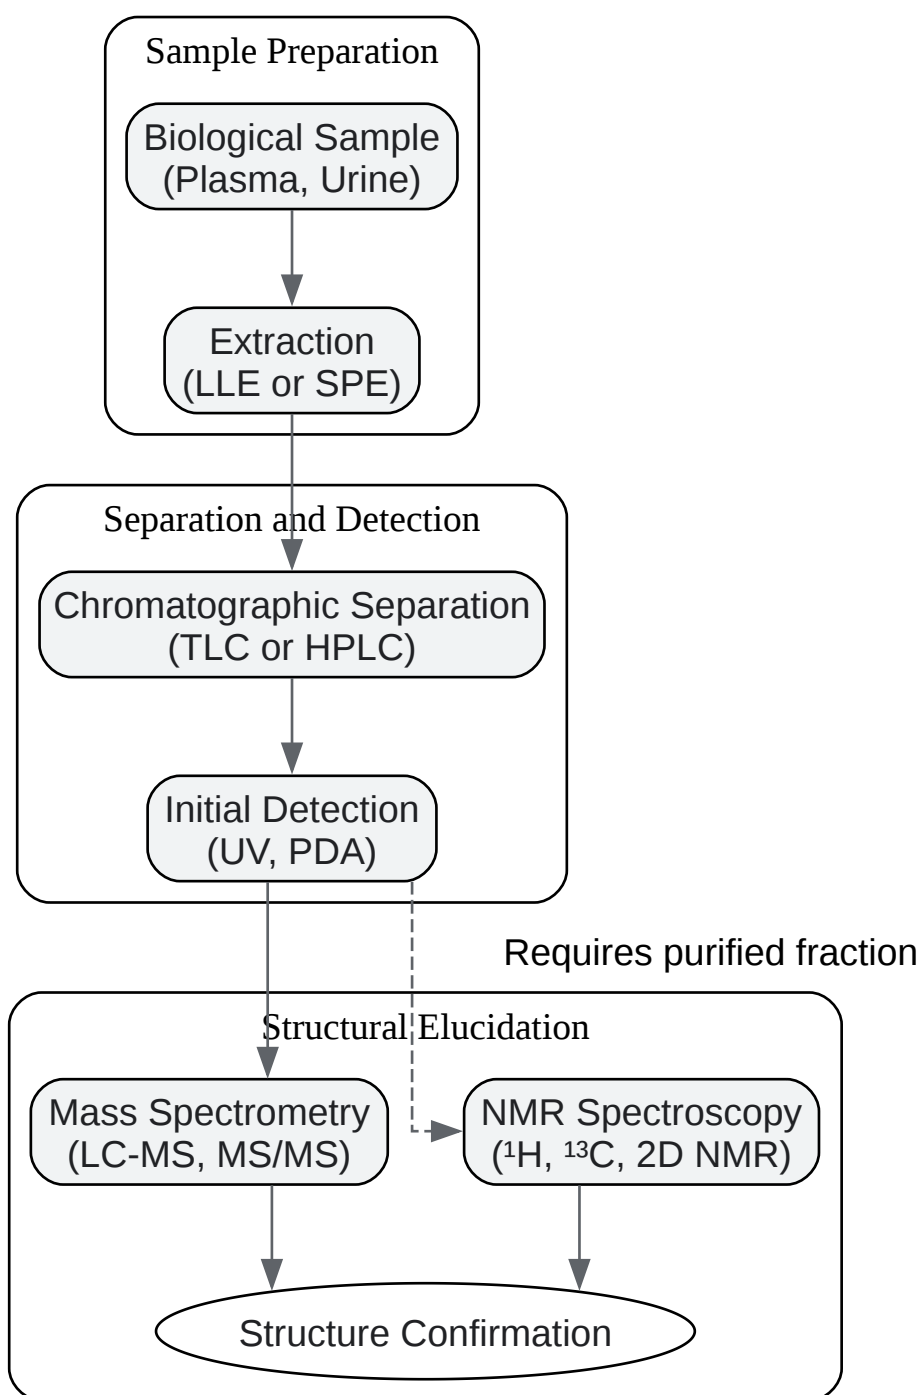 Sample Preparation
Biological Sample
(Plasma, Urine)
Extraction
(LLE or SPE)
Separation and Detection
Chromatographic Separation
(TLC or HPLC)
Initial Detection
(UV, PDA)
Requires purified fraction
Structural Elucidation
Mass Spectrometry
(LC-MS, MS/MS)
NMR Spectroscopy
(¹H, ¹³C, 2D NMR)
Structure Confirmation